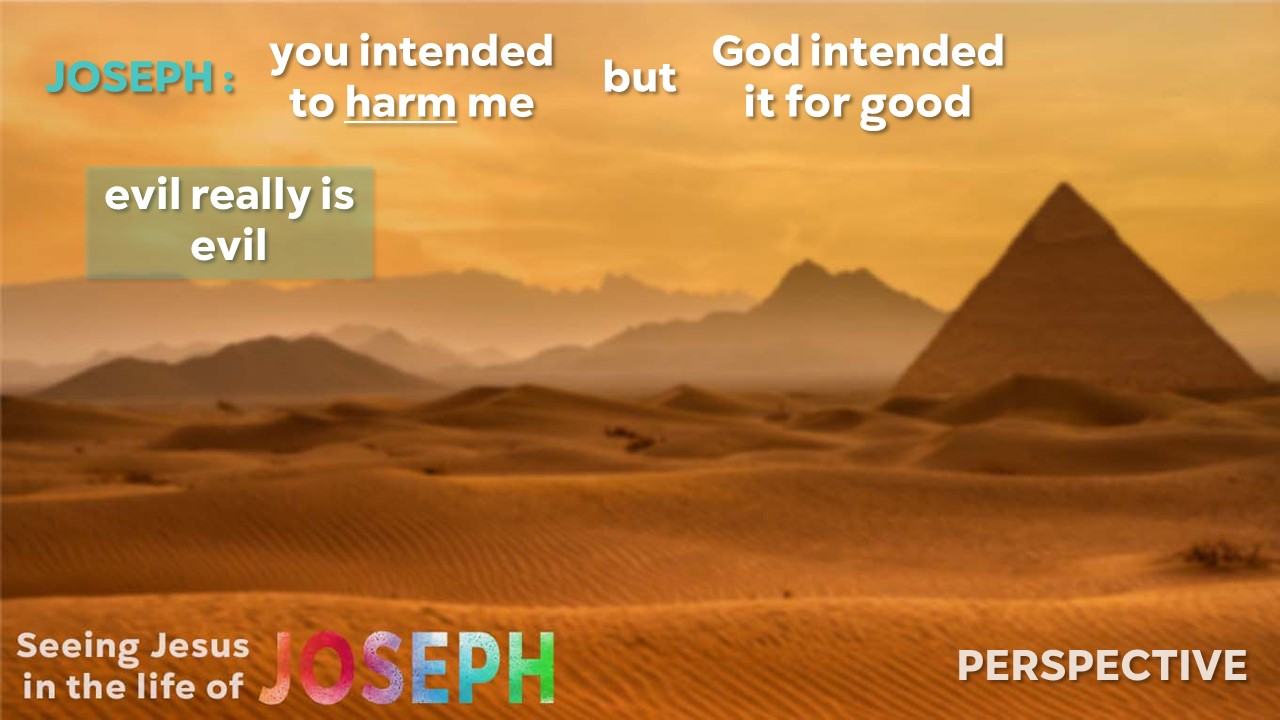 JOSEPH :
you intended
to harm me
but
God intended
it for good
evil really is
evil
Seeing Jesus
in the life of
JOSEPH
PERSPECTIVE